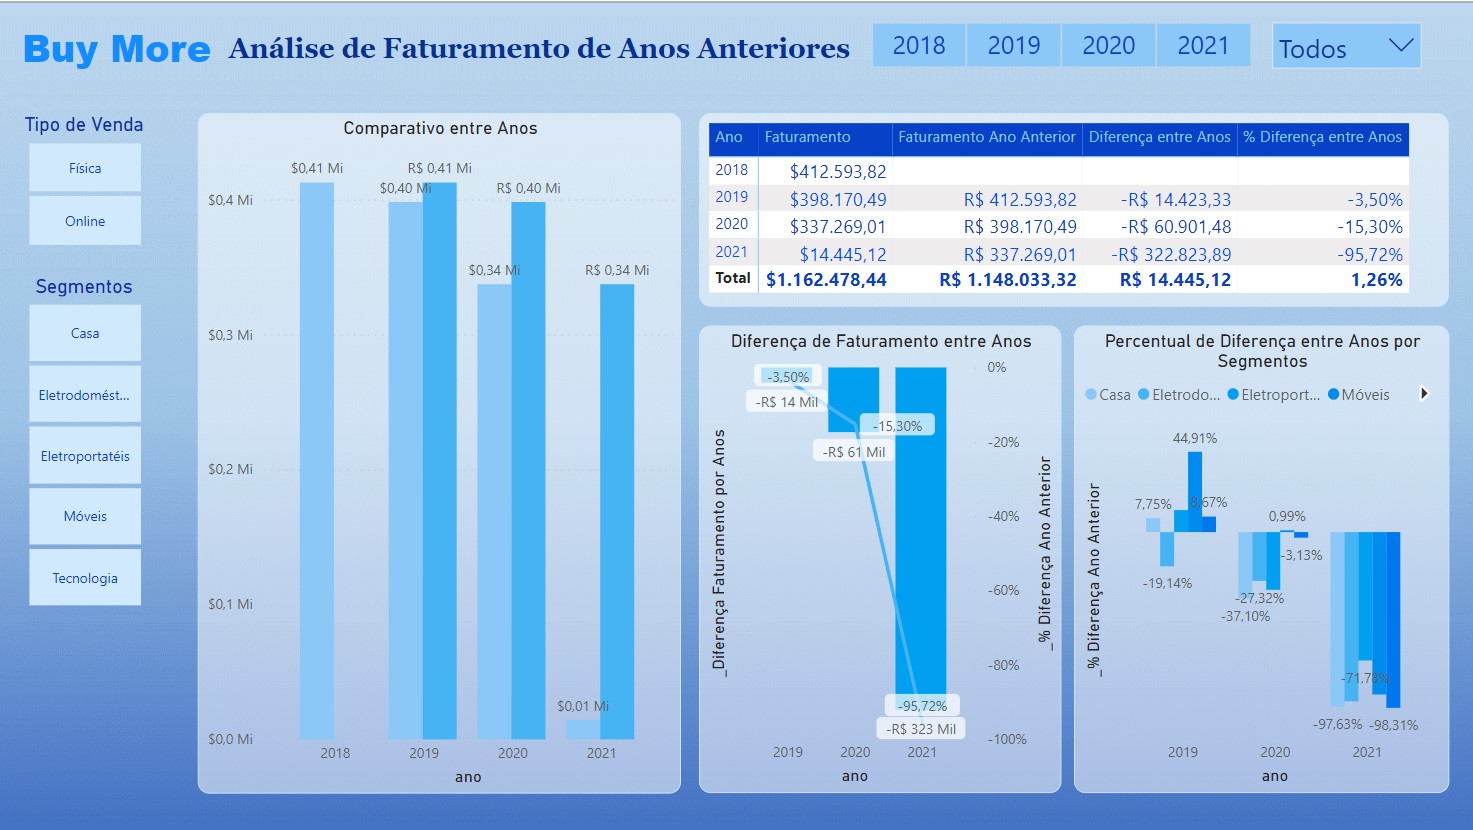 Buy More
Análise de Faturamento de Anos Anteriores
2018 2019 2020 2021
Todos
Tipo de Venda
Física
Online
Segmentos
Casa
Eletrodomést...
Eletroportatéis
Móveis
Tecnologia
Comparativo entre Anos
$0,41 Mi R$ 0,41 Mi
$0,40 Mi R$ 0,40 Mi
$0,34 Mi R$ 0,34 Mi
$0,01 Mi
$0,4 Mi
$0,3 Mi
$0,2 Mi
$0,1 Mi
$0,0 Mi
2018 2019 2020 2021
ano
Ano Faturamento Faturamento Ano Anterior Diferença entre Anos % Diferença entre Anos
2018 $412.593,82
2019 $398.170,49 R$ 412.593,82 -R$ 14.423,33 -3,50%
2020 $337.269,01 R$ 398.170,49 -R$ 60.901,48 -15,30%
2021 $14.445,12 R$ 337.269,01 -R$ 322.823,89 -95,72%
Total $1.162.478,44 R$ 1.148.033,32 R$ 14.445,12 1,26%
Diferença de Faturamento entre Anos
_Diferença Faturamento por Anos
-3,50%
-R$ 14 Mil
-15,30%
-R$ 61 Mil
-95,72%
-R$ 323 Mil
0%
-20%
-40%
-60%
-80%
-100%
_% Diferença Ano Anterior
2019 2020 2021
ano
Percentual de Diferença entre Anos por
Segmentos
Casa Eletrodo... Eletroport... Móveis
_% Diferença Ano Anterior
44,91%
7,75% 8,67%
-19,14%
0,99%
-3,13%
-27,32%
-37,10%
-71,78%
-97,63% -98,31%
2019 2020 2021
ano